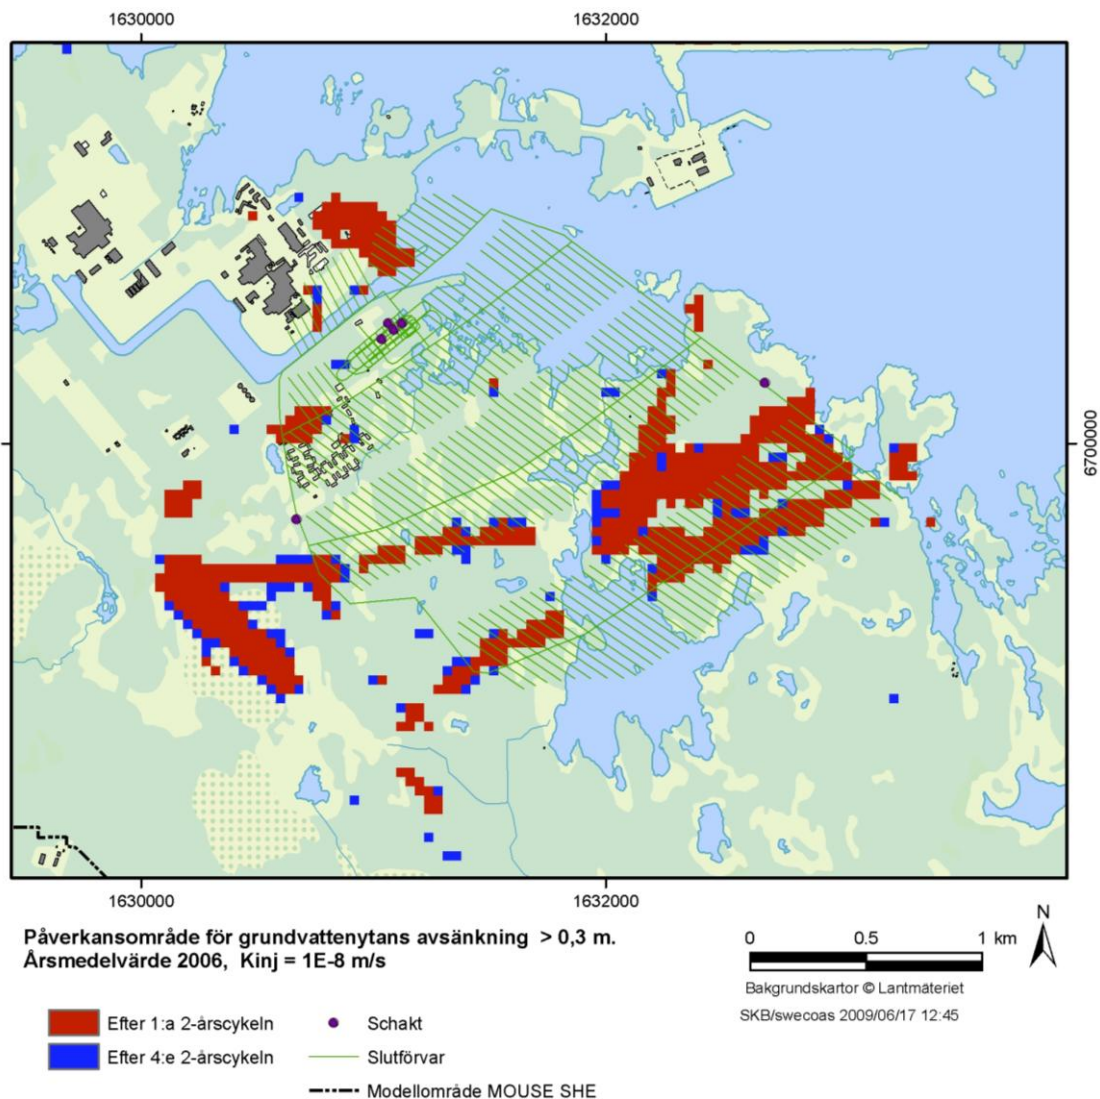 1630000
1632000
6700000
6700000
1630000
1632000
Påverkansområde för grundvattenytans avsänkning > 0,3 m.
Årsmedelvärde 2006, Kinj = 1E-8 m/s
0
0.5
1 km
N
Bakgrundskartor © Lantmäteriet
SKB/swecoas 2009/06/17 12:45
Efter 1:a 2-årscykeln
Schakt
Efter 4:e 2-årscykeln
Slutförvar
Modellområde MOUSE SHE